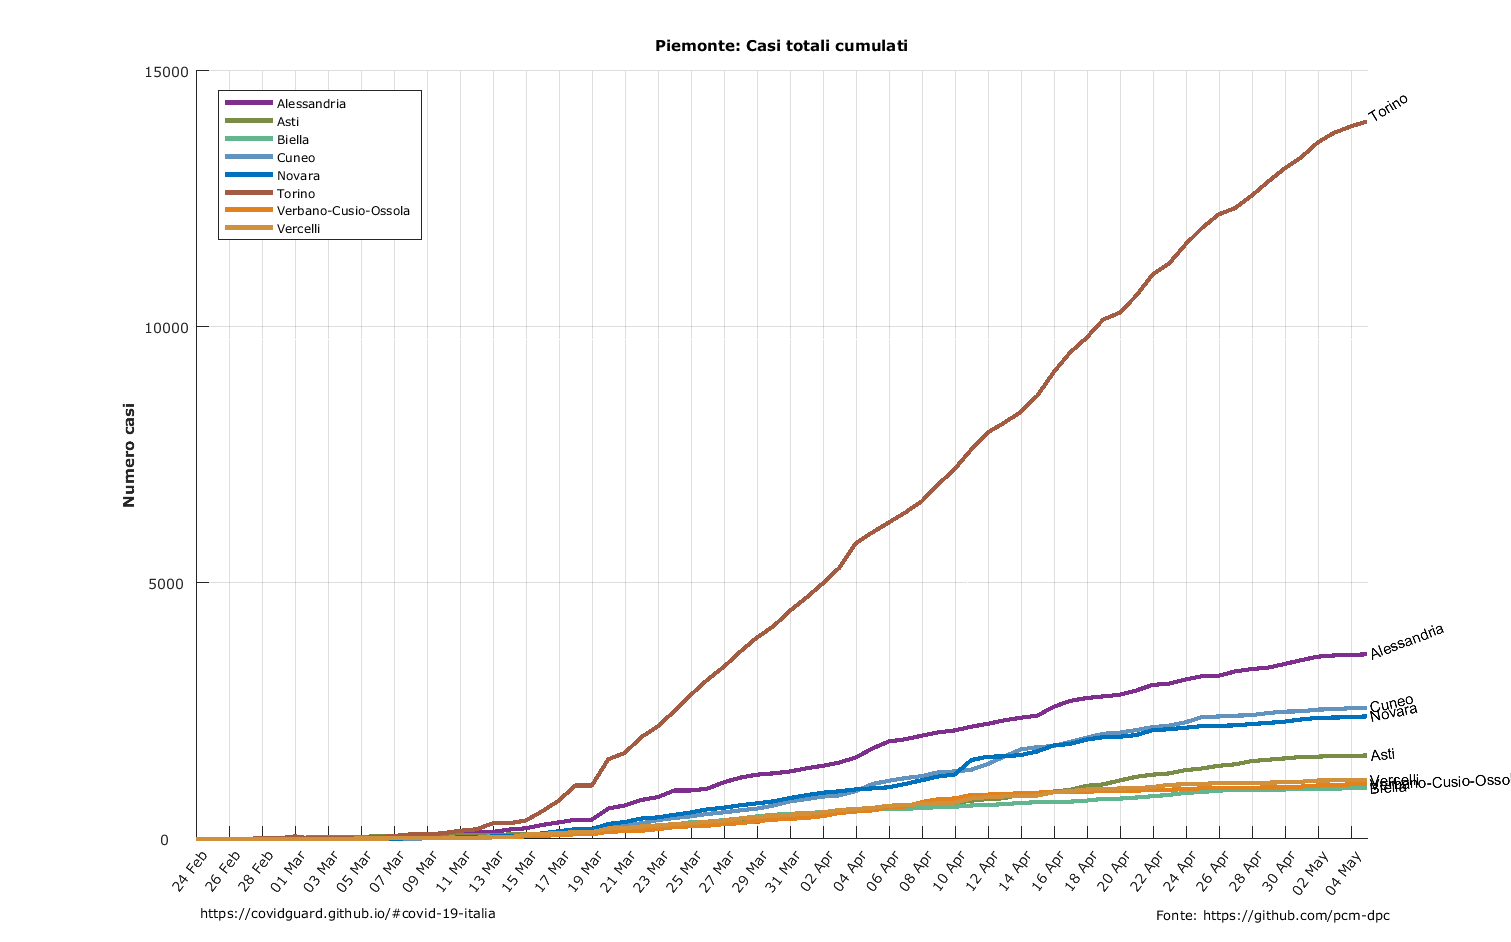 Piemonte: Casi totali cumulati
15000
10000
5000
0
Numero casi
Alessandria
Asti
Biella
Cuneo
Novara
Torino
Verbano-Cusio-Ossola
Vercelli
Torino
Alessandria
Cuneo
Novara
Asti
Vercelli
Verbano-Cusio-Ossol
Biella
24 Feb
26 Feb
28 Feb
01 Mar
03 Mar
05 Mar
07 Mar
09 Mar
11 Mar
13 Mar
15 Mar
17 Mar
19 Mar
21 Mar
23 Mar
25 Mar
27 Mar
29 Mar
31 Mar
02 Apr
04 Apr
06 Apr
08 Apr
10 Apr
12 Apr
14 Apr
16 Apr
18 Apr
20 Apr
22 Apr
24 Apr
26 Apr
28 Apr
30 Apr
02 May
04 May
https://covidguard.github.io/#covid-19-italia
Fonte: https://github.com/pcm-dpc